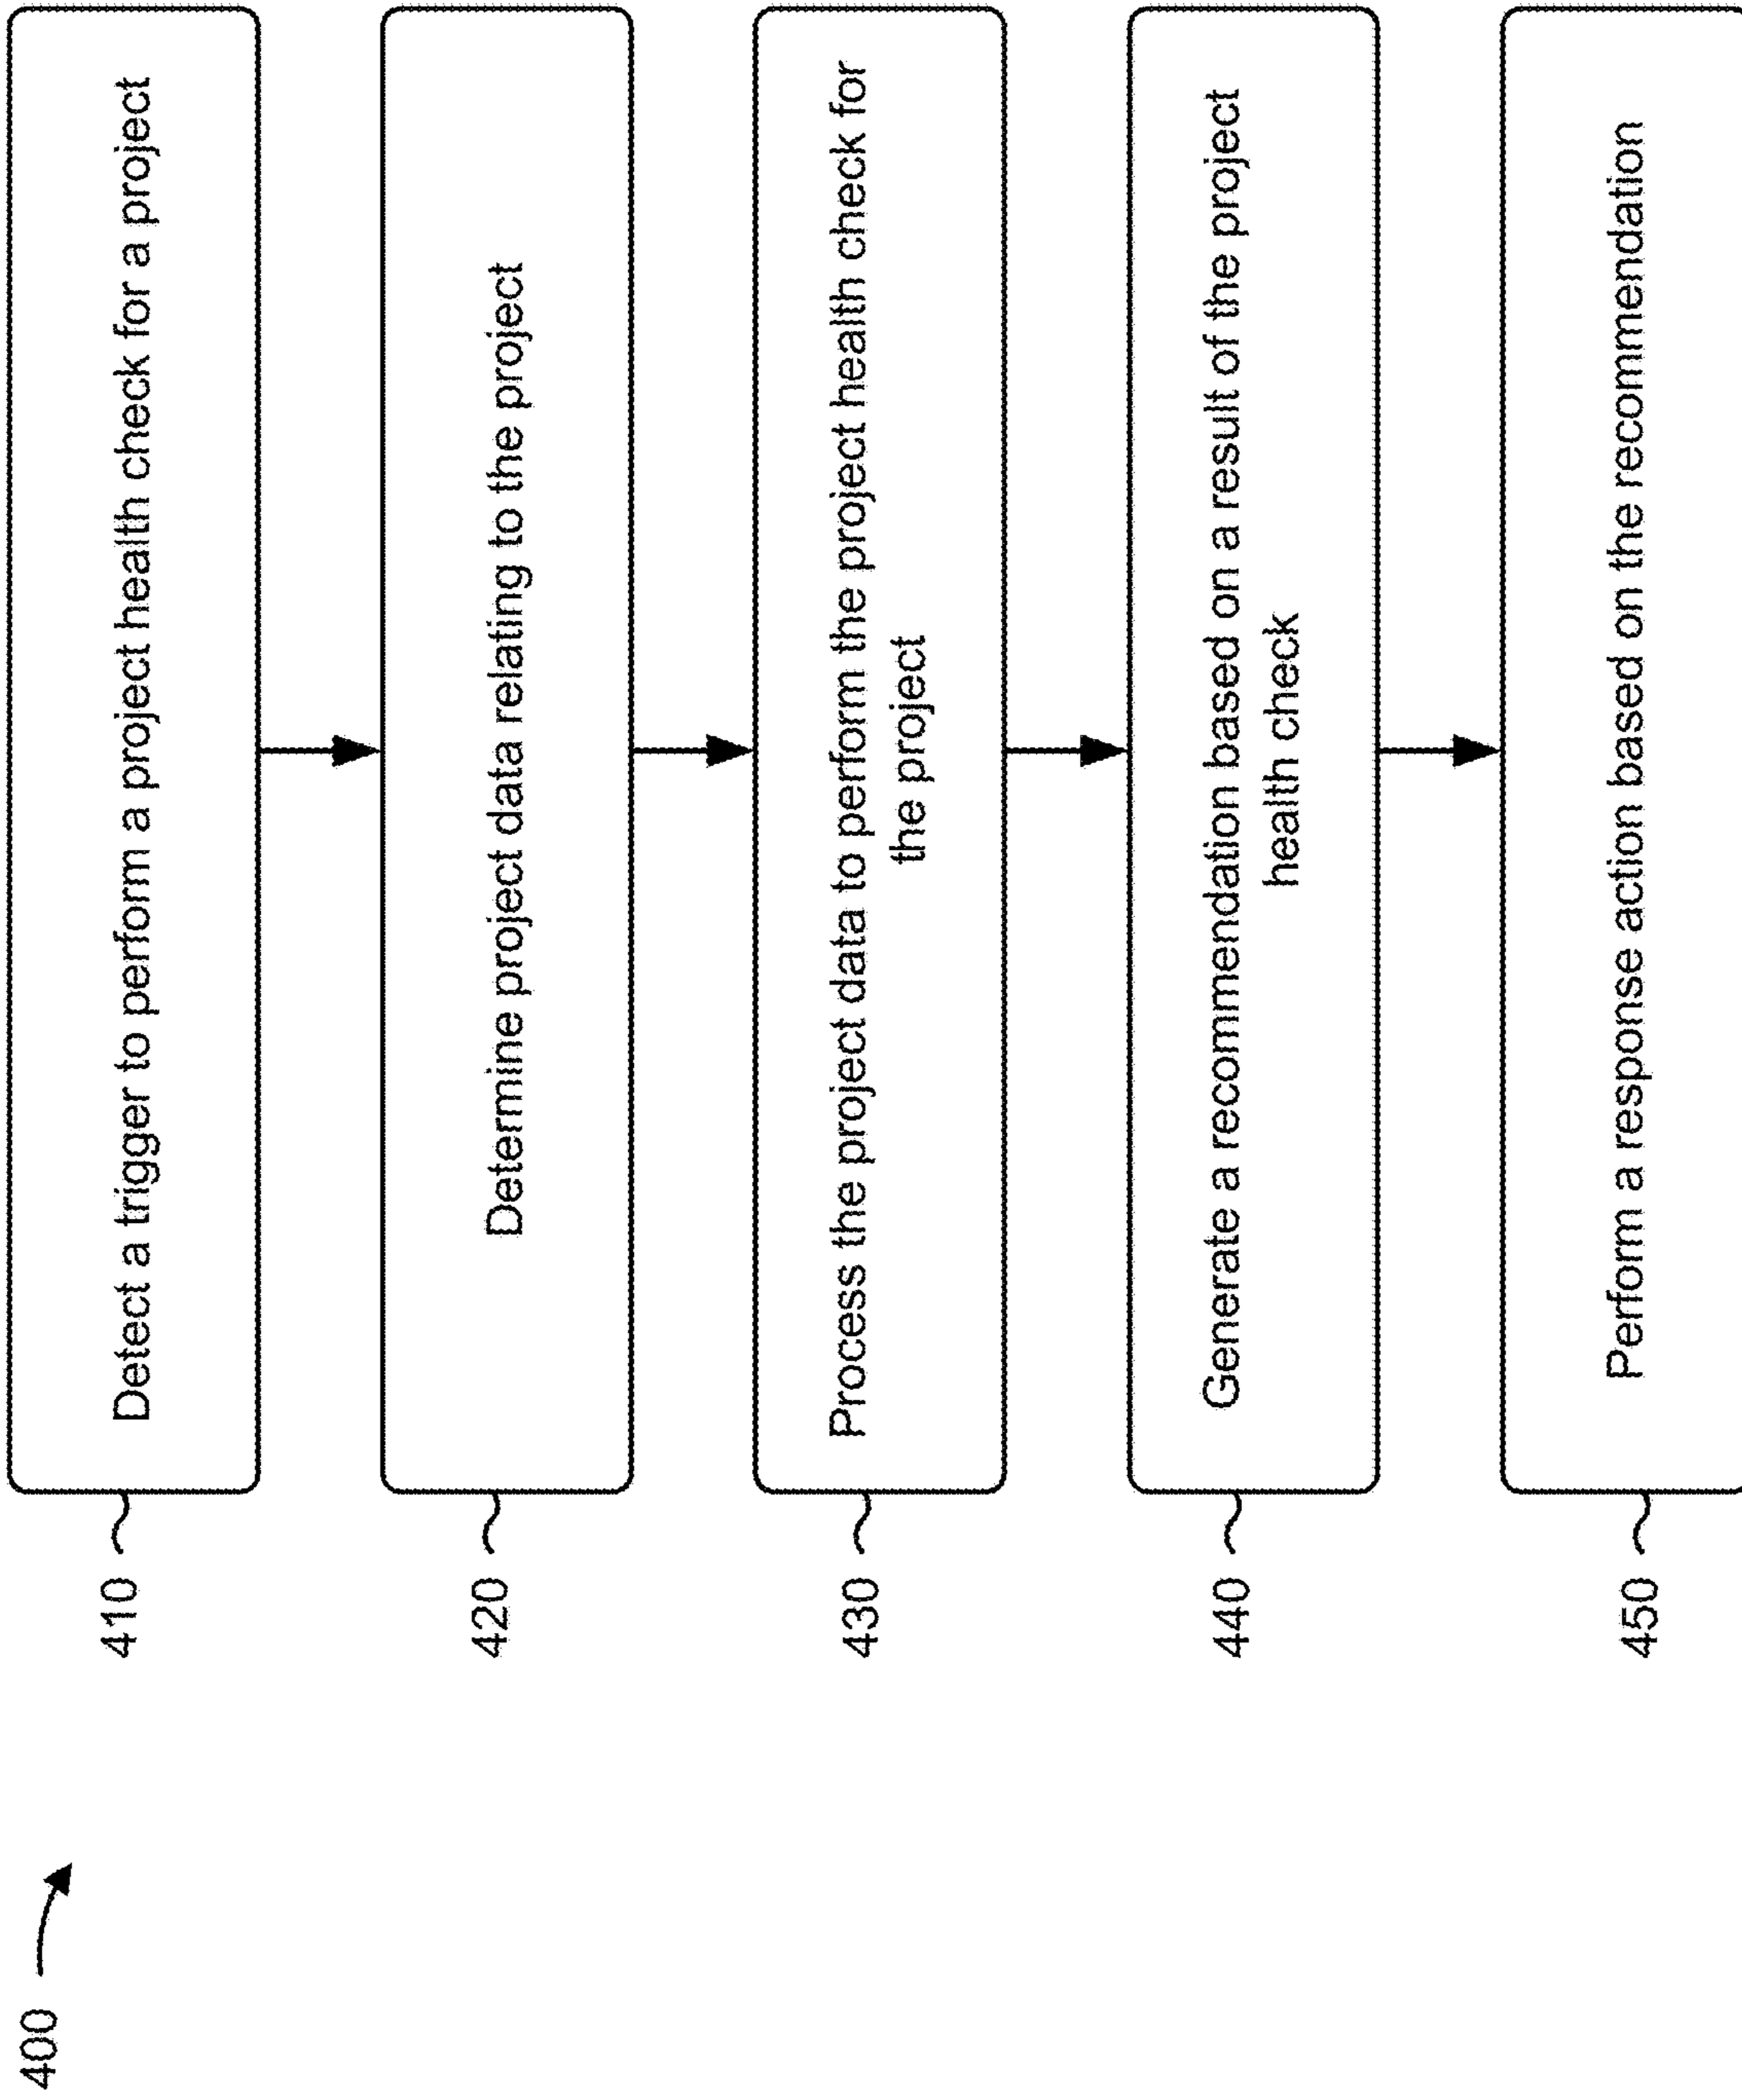 400
410
Detect a trigger to perform a project health check for a project
420
Determine project data relating to the project
430
Process the project data to perform the project health check for
the project
440
Generate a recommendation based on a result of the project
health check
450
Perform a response action based on the recommendation